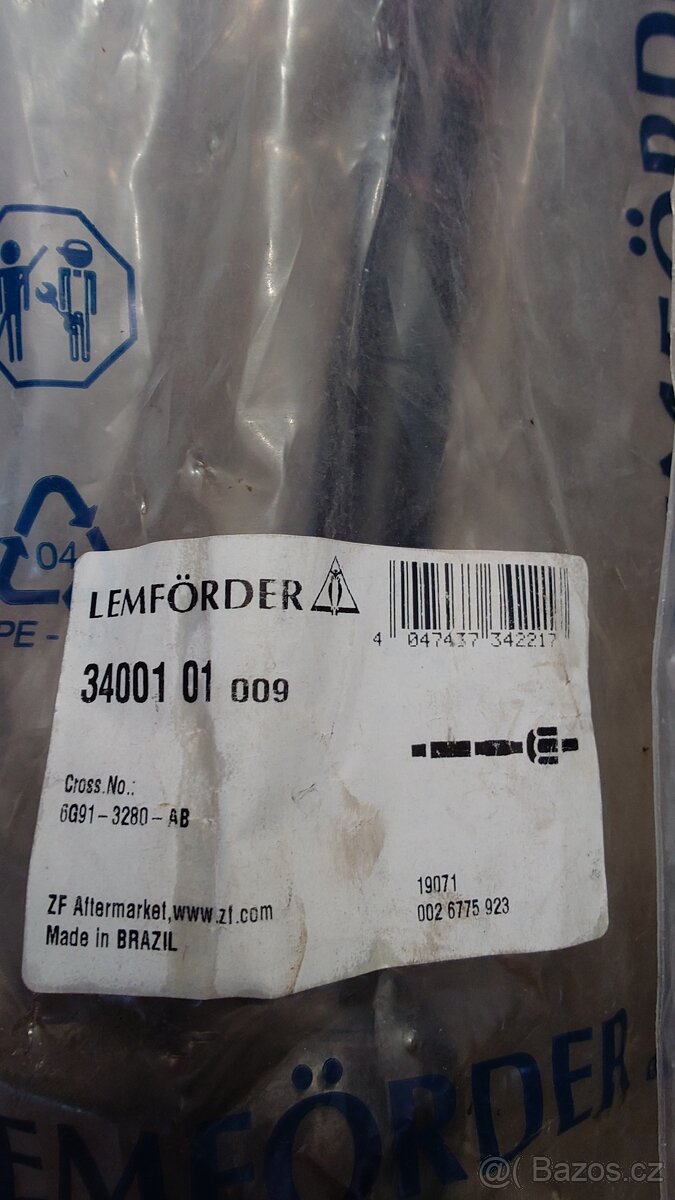 04
PE -
LEMFÖRDER
4 047437 342217
34001 01 009
Cross.No.:
6G91-3280-AB
19071
002 6775 923
ZF Aftermarket,www.zf.com
Made in BRAZIL
LEMFÖRDER
@( Bazos.cz